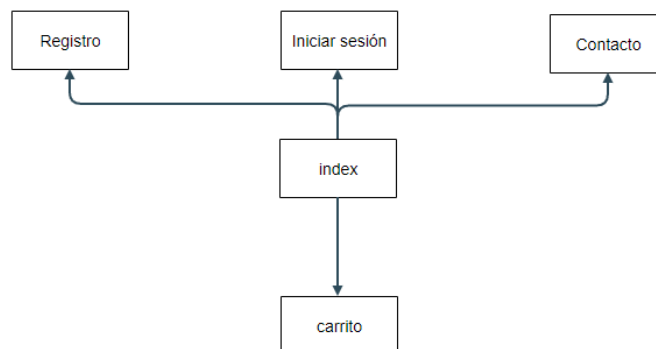 Registro
Iniciar sesión
Contacto
index
carrito